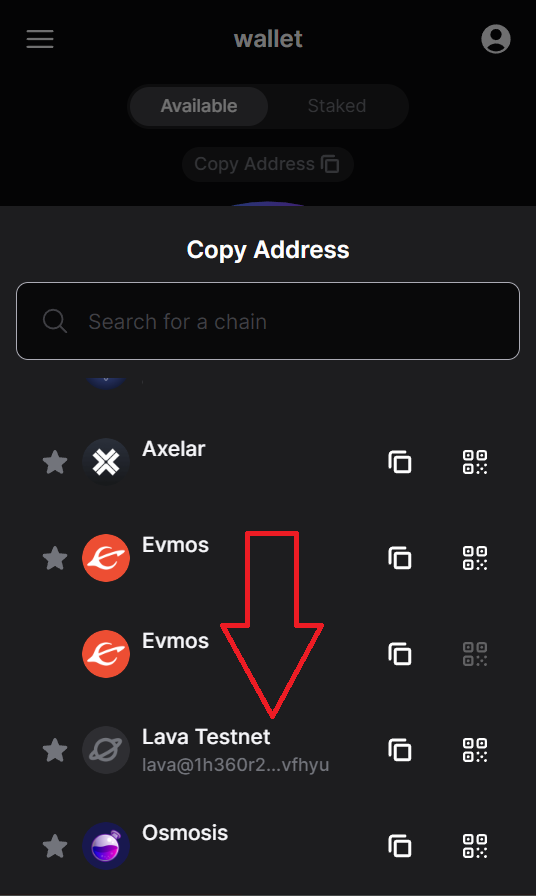 wallet
Available Staked
Copy Address
Copy Address
Search for a chain
Axelar
Evmos
Evmos
Lava Testnet
lava@1h360r2...vfhyu
Osmosis